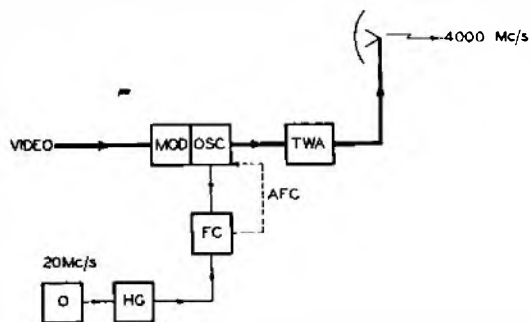 4000 Mc/s
VIDEO
MOD OSC
TWA
AFC
FC
20Mc/s
O
HG